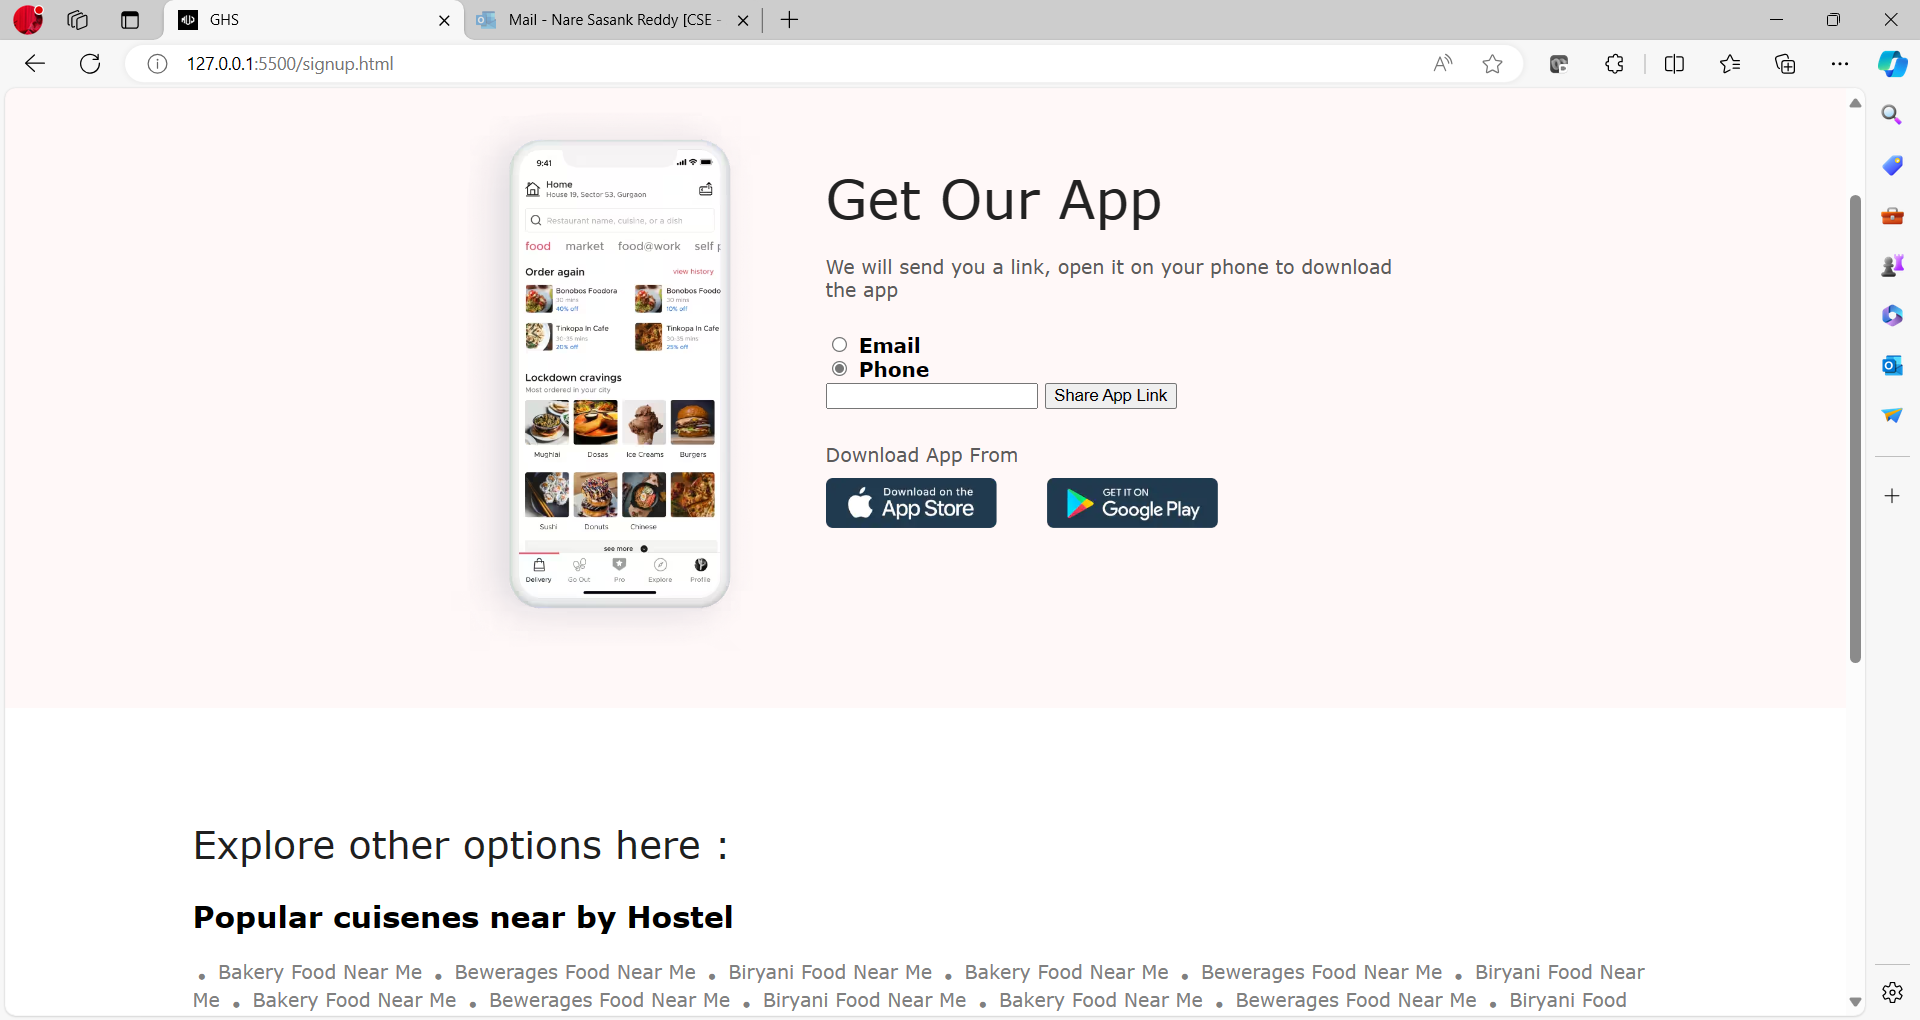 GHS
Mail - Nare Sasank Reddy [CSE -
127.0.0.1:5500/signup.html
9:41
Home
House 19, Sector 53, Gurgaon
Restaurant name, cuisine, or a dish
food market food@work self p
Order again view history
Bonobos Foodora Bonobos Foodo
30 mins 30 mins
40% off 10% off
Tinkopa In Cafe Tinkopa In Cafe
30-35 mins 30-35 mins
20% off 25% off
Lockdown cravings
Most ordered in your city
Mughlai Dosas Ice Creams Burgers
Sushi Donuts Chinese
see more
Delivery Go Out Pro Explore Profile
Get Our App
We will send you a link, open it on your phone to download
the app
Email
Phone
Share App Link
Download App From
Download on the
App Store
GET IT ON
Google Play
Explore other options here :
Popular cuisenes near by Hostel
• Bakery Food Near Me • Bewerages Food Near Me • Biryani Food Near Me • Bakery Food Near Me • Bewerages Food Near Me • Biryani Food Near
Me • Bakery Food Near Me • Bewerages Food Near Me • Biryani Food Near Me • Bakery Food Near Me • Bewerages Food Near Me • Biryani Food